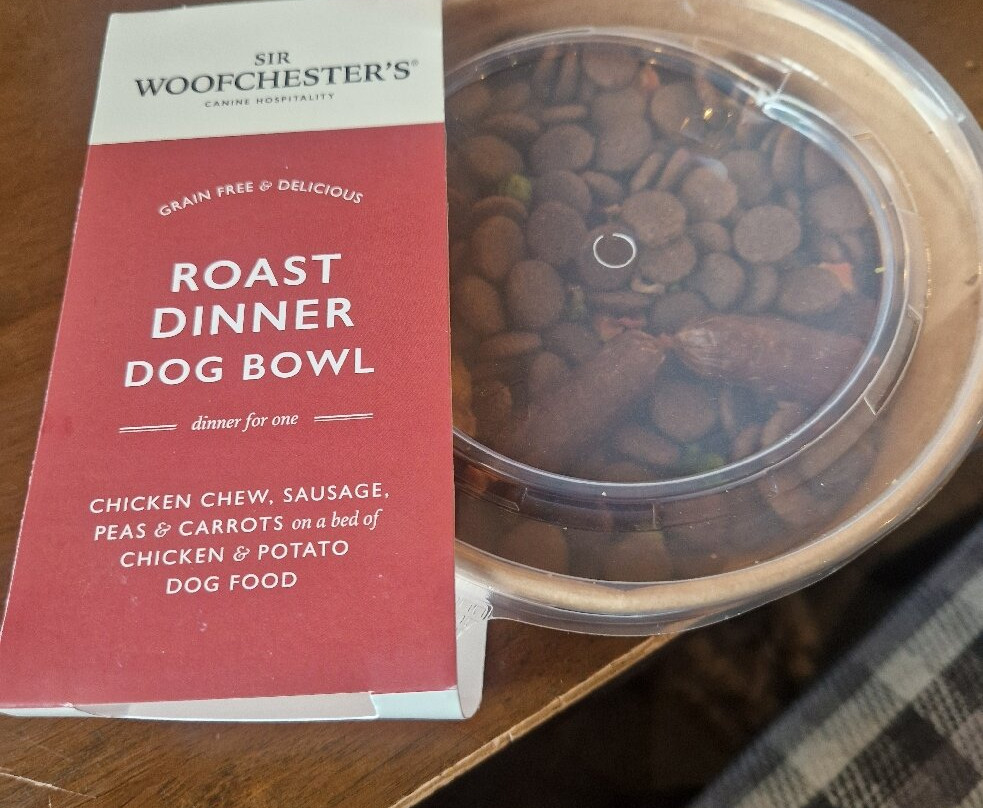 SIR
WOOFCHESTER'S®
CANINE HOSPITALITY
GRAIN FREE & DELICIOUS
ROAST
DINNER
DOG BOWL
dinner for one
CHICKEN CHEW, SAUSAGE,
PEAS & CARROTS on a bed of
CHICKEN & POTATO
DOG FOOD